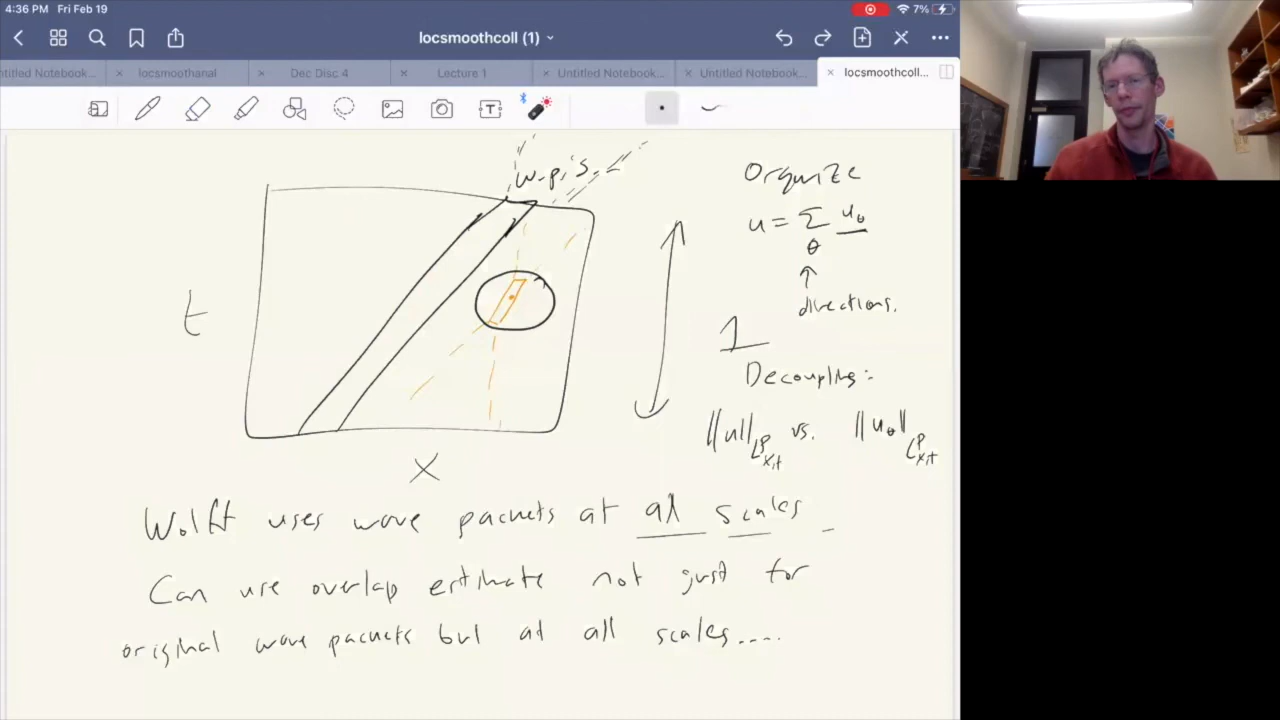 4:36 PM Fri Feb 19
7%
locsmoothcoll (1)
ntitled Notebook...
locsmoothanal
Dec Disc 4
Lecture 1
Untitled Notebook...
Untitled Notebook...
locsmoothcoll...
T
w.p.'s.
Organize
u = Σ u_θ
θ
directions.
t
1
Decoupling:
||u||_{L^p_{x,t}} vs. ||u_θ||_{L^p_{x,t}}
x
Wolff uses wave packets at all scales
Can use overlap estimate not just for
original wave packets but at all scales....